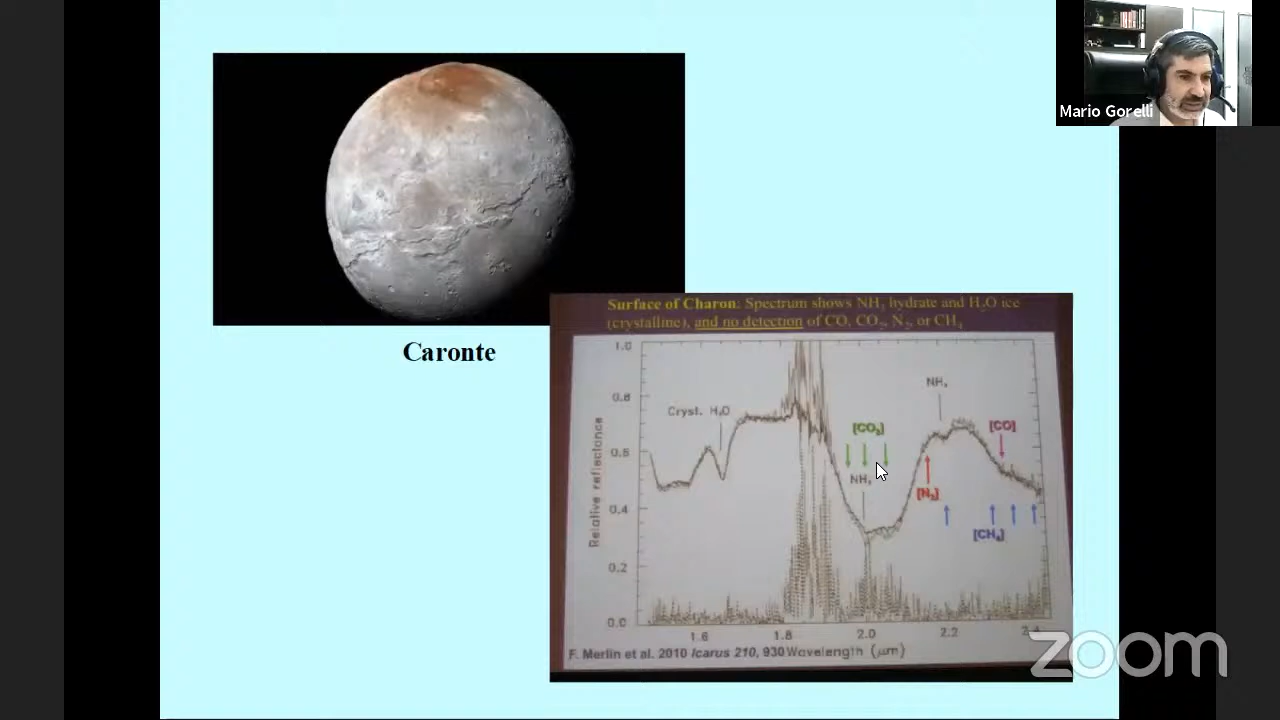 Mario Gorelli
Caronte
Surface of Charon: Spectrum shows NH₃ hydrate and H₂O ice
(crystalline), and no detection of CO, CO₂, N₂, or CH₄
1.0
0.8
0.6
0.4
0.2
0.0
Relative reflectance
Cryst. H₂O
[CO₂]
NH₃
NH₃
[CO]
[N₂]
[CH₄]
1.6 1.8 2.0 2.2 2.4
Wavelength (μm)
F. Merlin et al. 2010 Icarus 210, 930
zoom